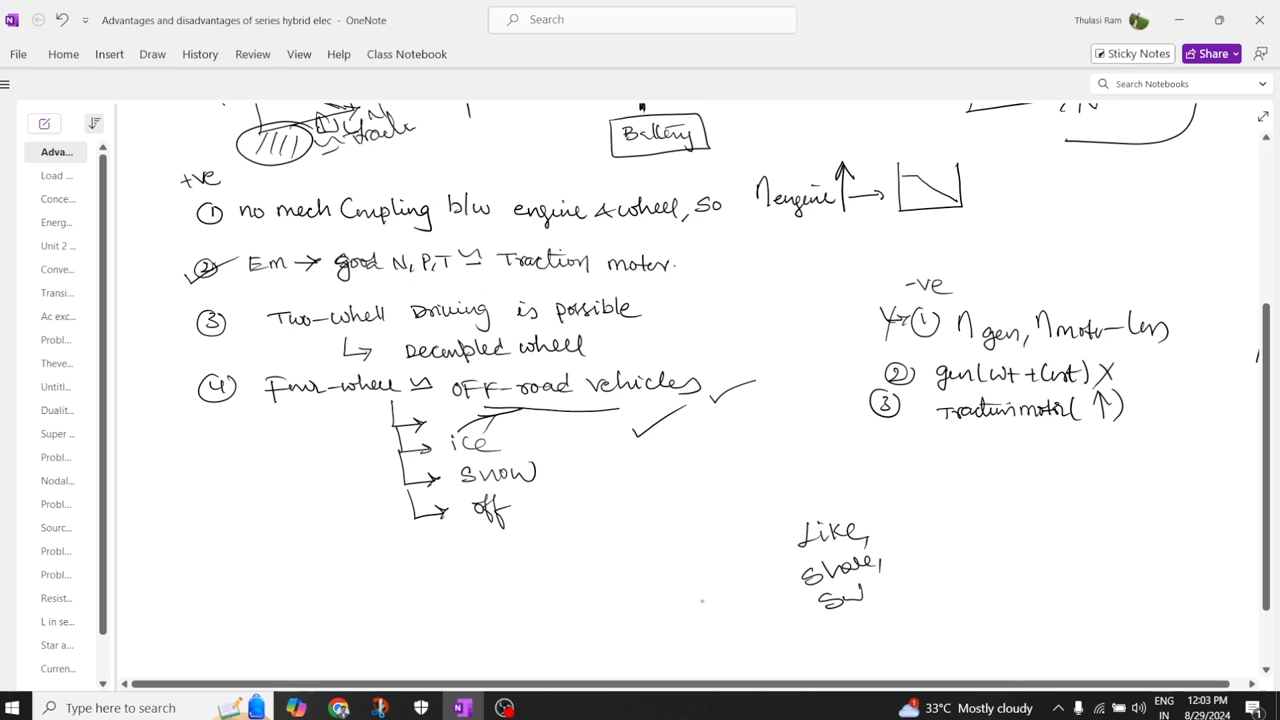 Advantages and disadvantages of series hybrid elec - OneNote
Search
Thulasi Ram
File Home Insert Draw History Review View Help Class Notebook
Sticky Notes
Share
Search Notebooks
Adva...
Load ...
Conce...
Energ...
Unit 2 ...
Conve...
Transi...
Ac exc...
Probl...
Theve...
Untitl...
Dualit...
Super ...
Probl...
Nodal...
Probl...
Sourc...
Probl...
Probl...
Resist...
L in se...
Star a...
Curren...
Battery
+ve
① no mech Coupling b/w engine & wheel, so η engine ↑ →
② Em → good N, P, T Traction motor.
③ Two-whell Driving is possible
↳ Decoupled wheel
④ Four-wheel OFF-road vehicles
ice
snow
off
-ve
① η gen, η motor - less
② gen (wt + cost) X
③ Traction motor (↑)
Like,
share,
Type here to search
33°C Mostly cloudy
ENG
IN
12:03 PM
8/29/2024